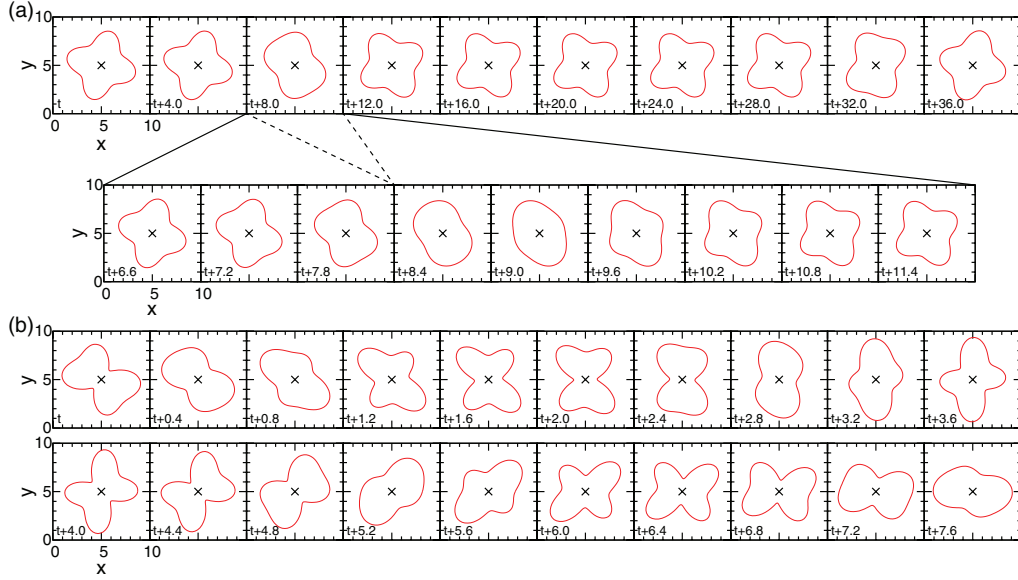 (a)
10
y
5
0
t
t+4.0
t+8.0
t+12.0
t+16.0
t+20.0
t+24.0
t+28.0
t+32.0
t+36.0
0 5 10
x
10
y
5
0
t+6.6
t+7.2
t+7.8
t+8.4
t+9.0
t+9.6
t+10.2
t+10.8
t+11.4
0 5 10
x
(b)
10
y
5
0
t
t+0.4
t+0.8
t+1.2
t+1.6
t+2.0
t+2.4
t+2.8
t+3.2
t+3.6
10
y
5
0
t+4.0
t+4.4
t+4.8
t+5.2
t+5.6
t+6.0
t+6.4
t+6.8
t+7.2
t+7.6
0 5 10
x